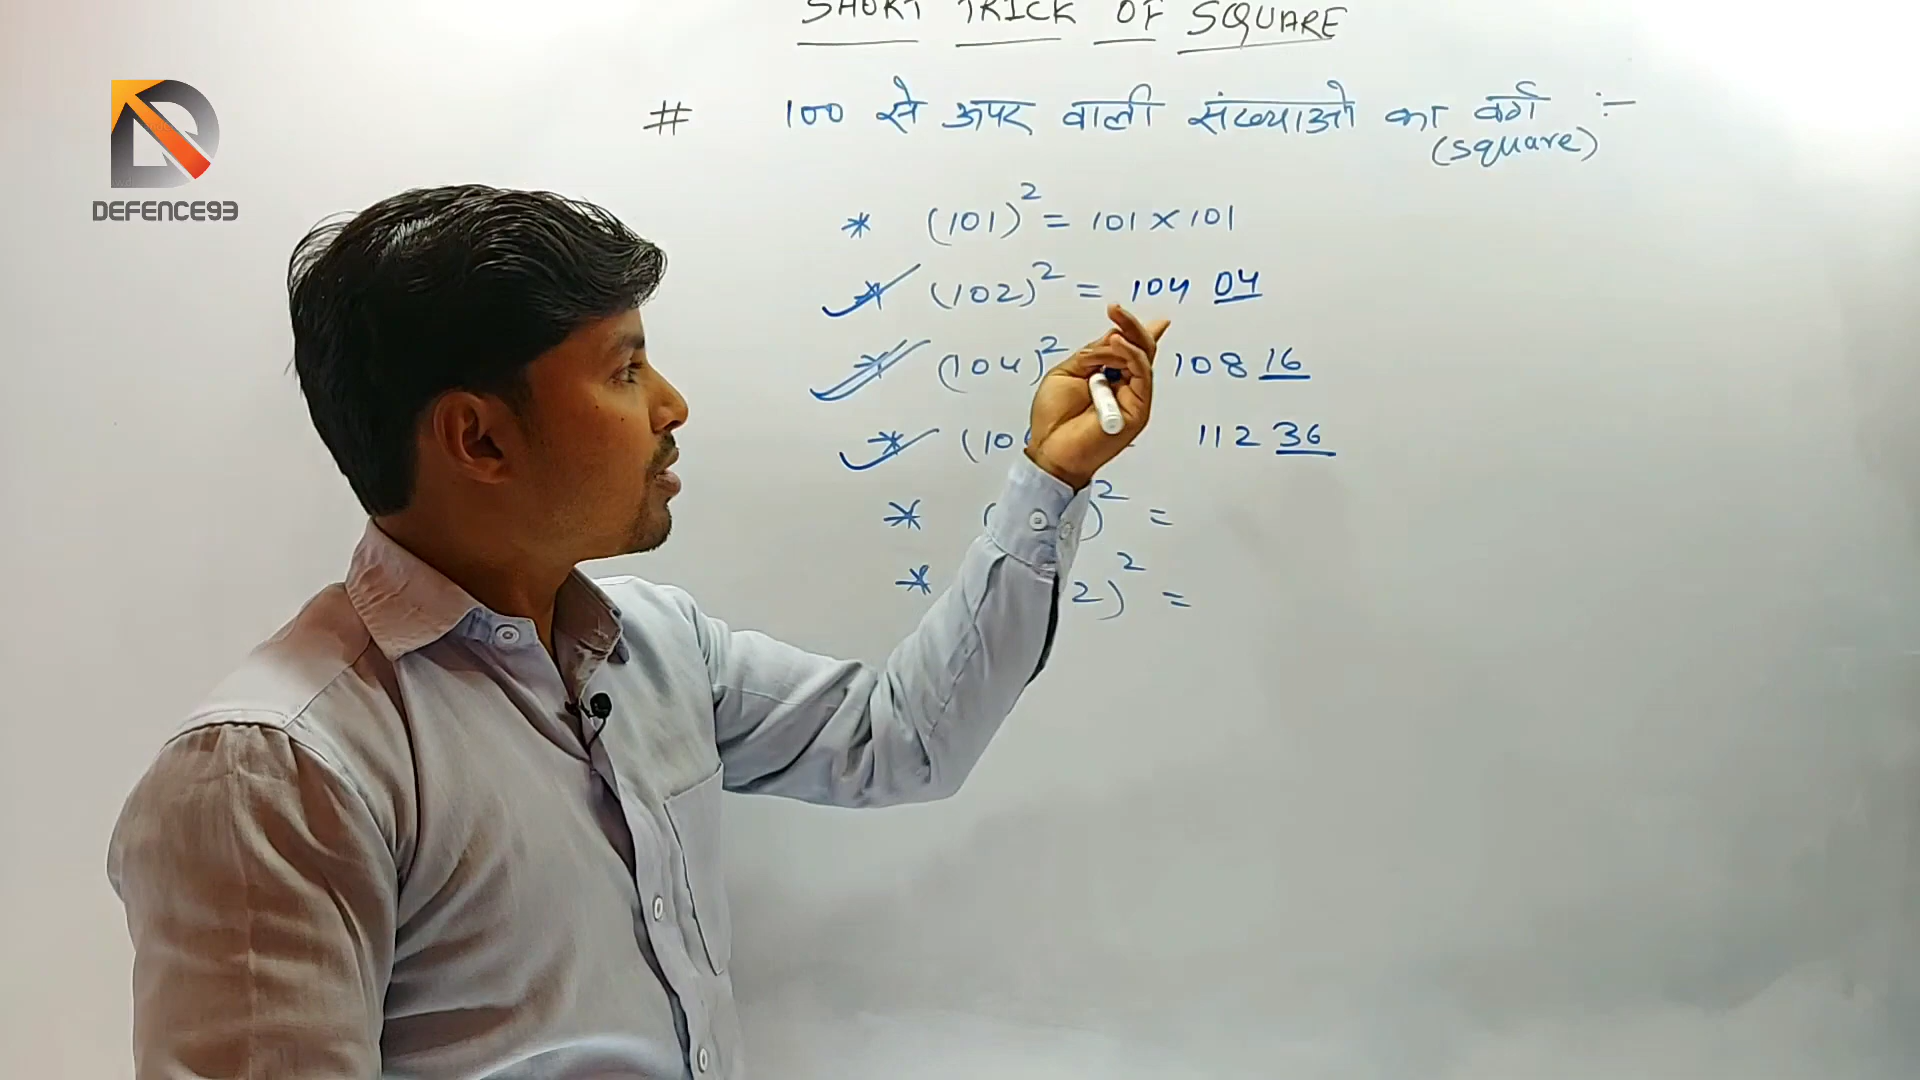 SHORT TRICK OF SQUARE
DEFENCE93
# 100 से ऊपर वाली संख्याओ का वर्ग :-
(square)
* (101)² = 101 × 101
* (102)² = 104 04
* (104)² 108 16
* (10 112 36
* ( )² =
* 2)² =